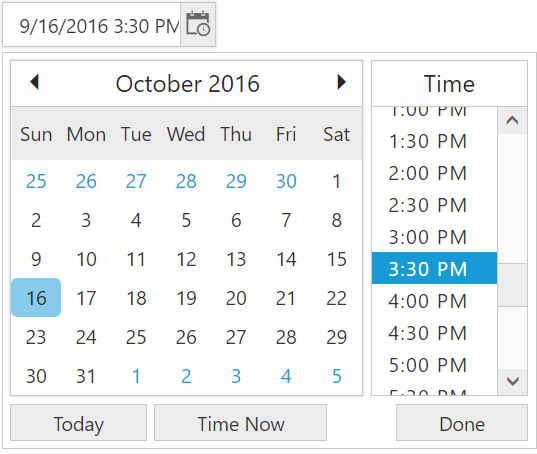 9/16/2016 3:30 PM
October 2016
Sun Mon Tue Wed Thu Fri Sat
25 26 27 28 29 30 1
2 3 4 5 6 7 8
9 10 11 12 13 14 15
16 17 18 19 20 21 22
23 24 25 26 27 28 29
30 31 1 2 3 4 5
Time
1:00 PM
1:30 PM
2:00 PM
2:30 PM
3:00 PM
3:30 PM
4:00 PM
4:30 PM
5:00 PM
5:30 PM
Today Time Now Done